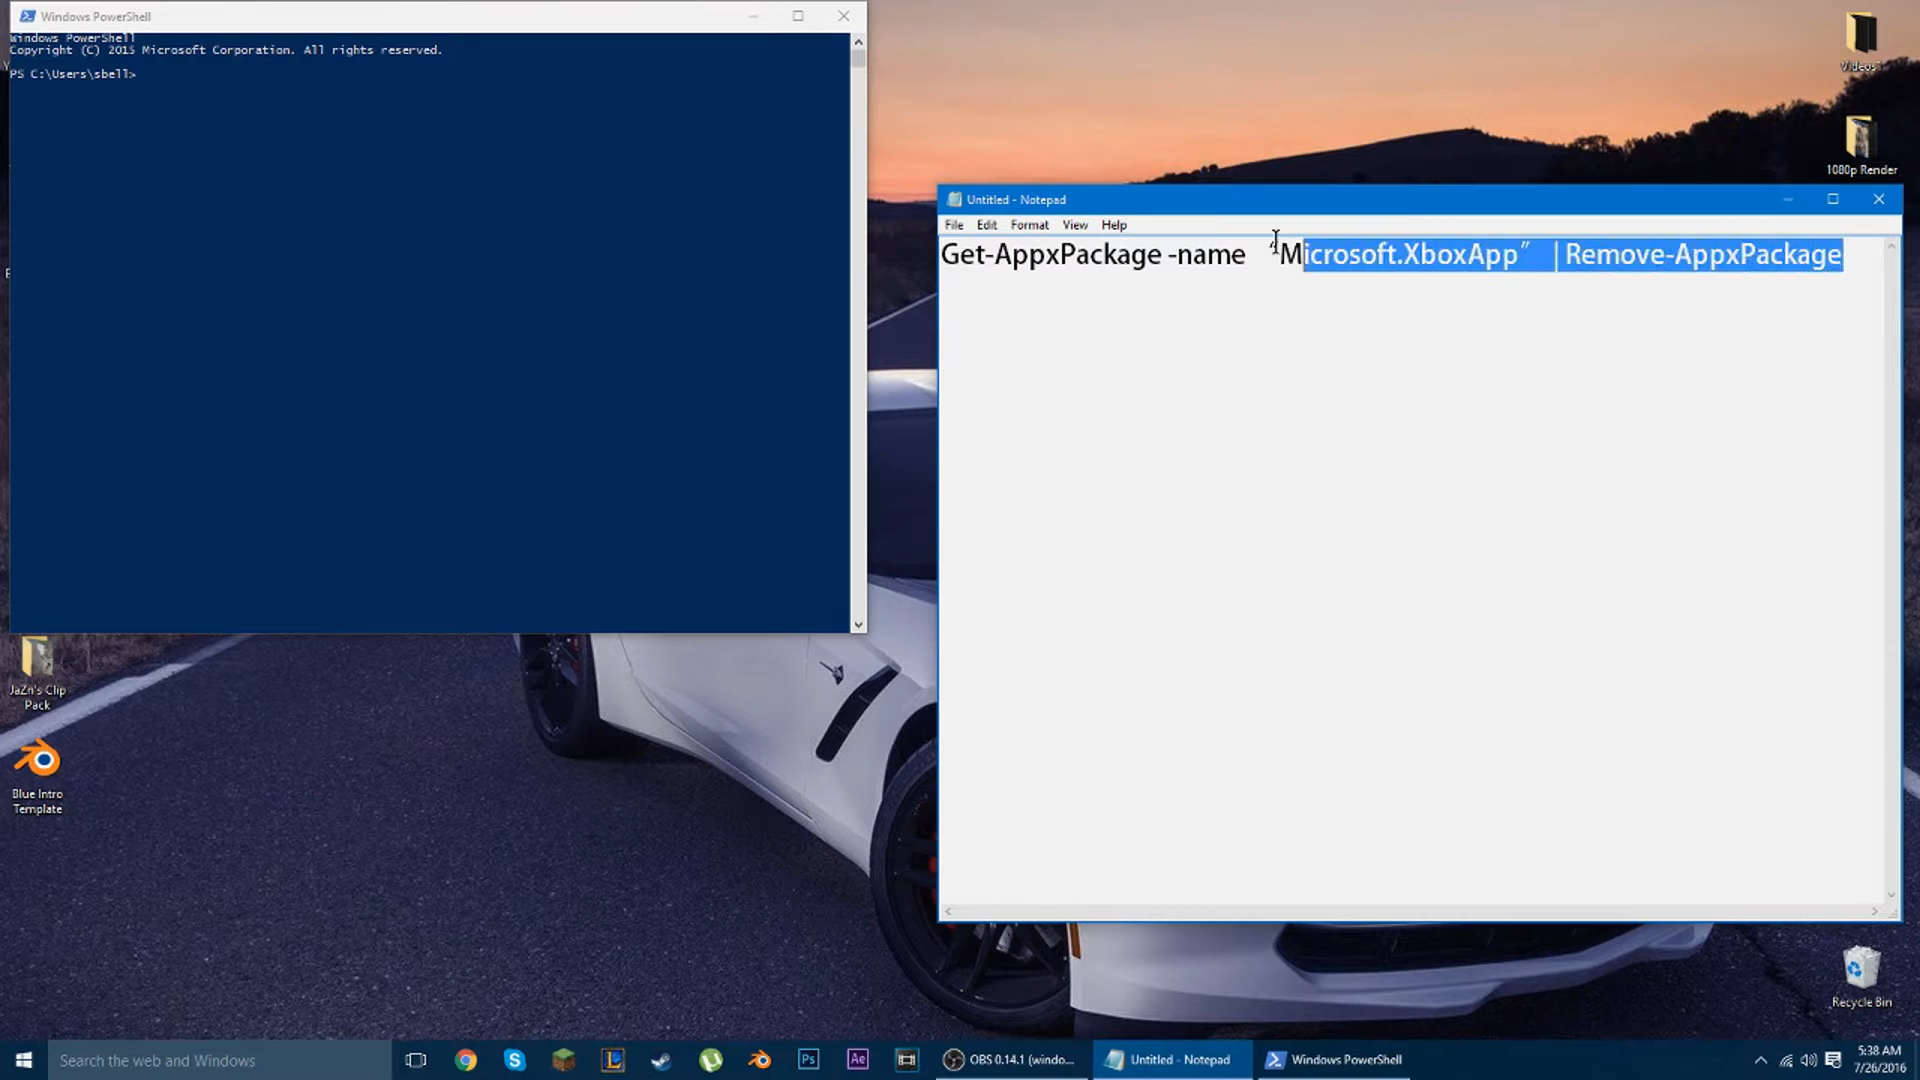 Windows PowerShell
Windows PowerShell
Copyright (C) 2015 Microsoft Corporation. All rights reserved.
PS C:\Users\sbell>
Videos
1080p Render
Untitled - Notepad
File Edit Format View Help
Get-AppxPackage -name “Microsoft.XboxApp” | Remove-AppxPackage
JaZn's Clip
Pack
Blue Intro
Template
Recycle Bin
Search the web and Windows
Ps
Ae
OBS 0.14.1 (windo...
Untitled - Notepad
Windows PowerShell
5:38 AM
7/26/2016